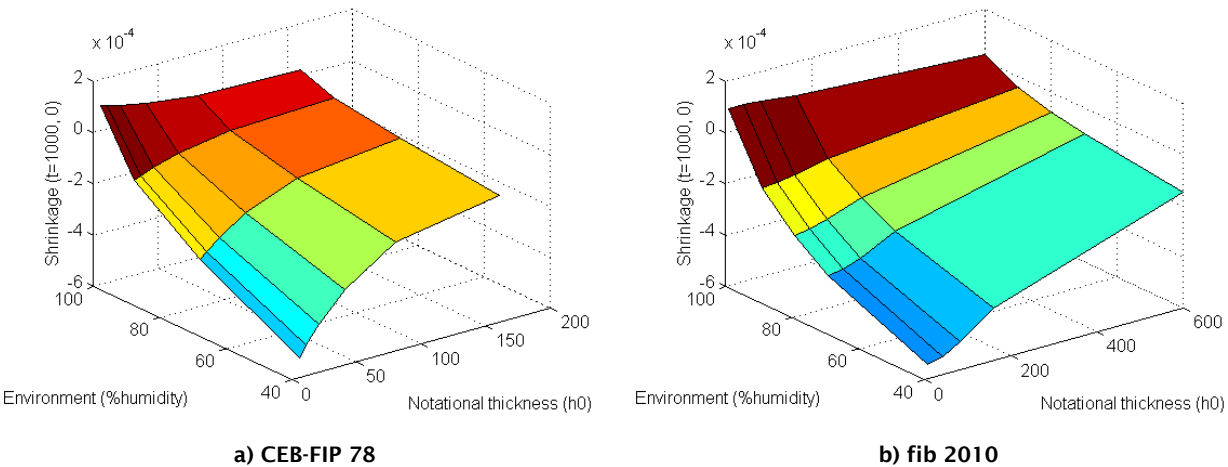 x 10-4
2
0
-2
-4
-6
Shrinkage (t=1000, 0)
100
80
60
40
Environment (%humidity)
0
50
100
150
200
Notational thickness (h0)
a) CEB-FIP 78
x 10-4
2
0
-2
-4
-6
Shrinkage (t=1000, 0)
100
80
60
40
Environment (%humidity)
0
200
400
600
Notational thickness (h0)
b) fib 2010